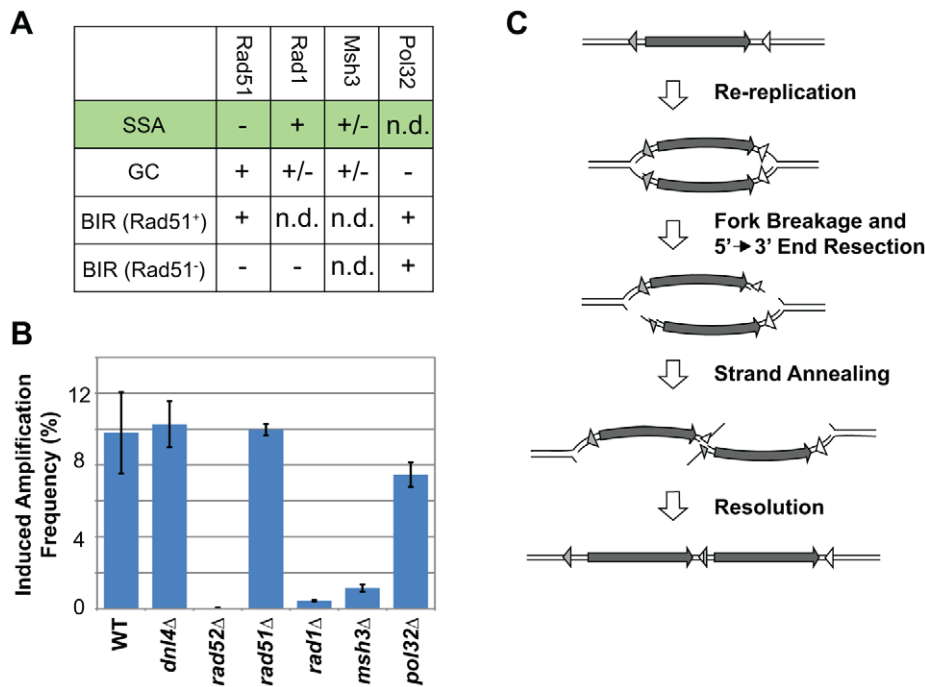 A
Rad51 Rad1 Msh3 Pol32
SSA - + +/- n.d.
GC + +/- +/- -
BIR (Rad51⁺) + n.d. n.d. +
BIR (Rad51⁻) - - n.d. +
B
Induced Amplification
Frequency (%)
12
8
4
0
WT dnl4Δ rad52Δ rad51Δ rad1Δ msh3Δ pol32Δ
C
Re-replication
Fork Breakage and
5'→3' End Resection
Strand Annealing
Resolution